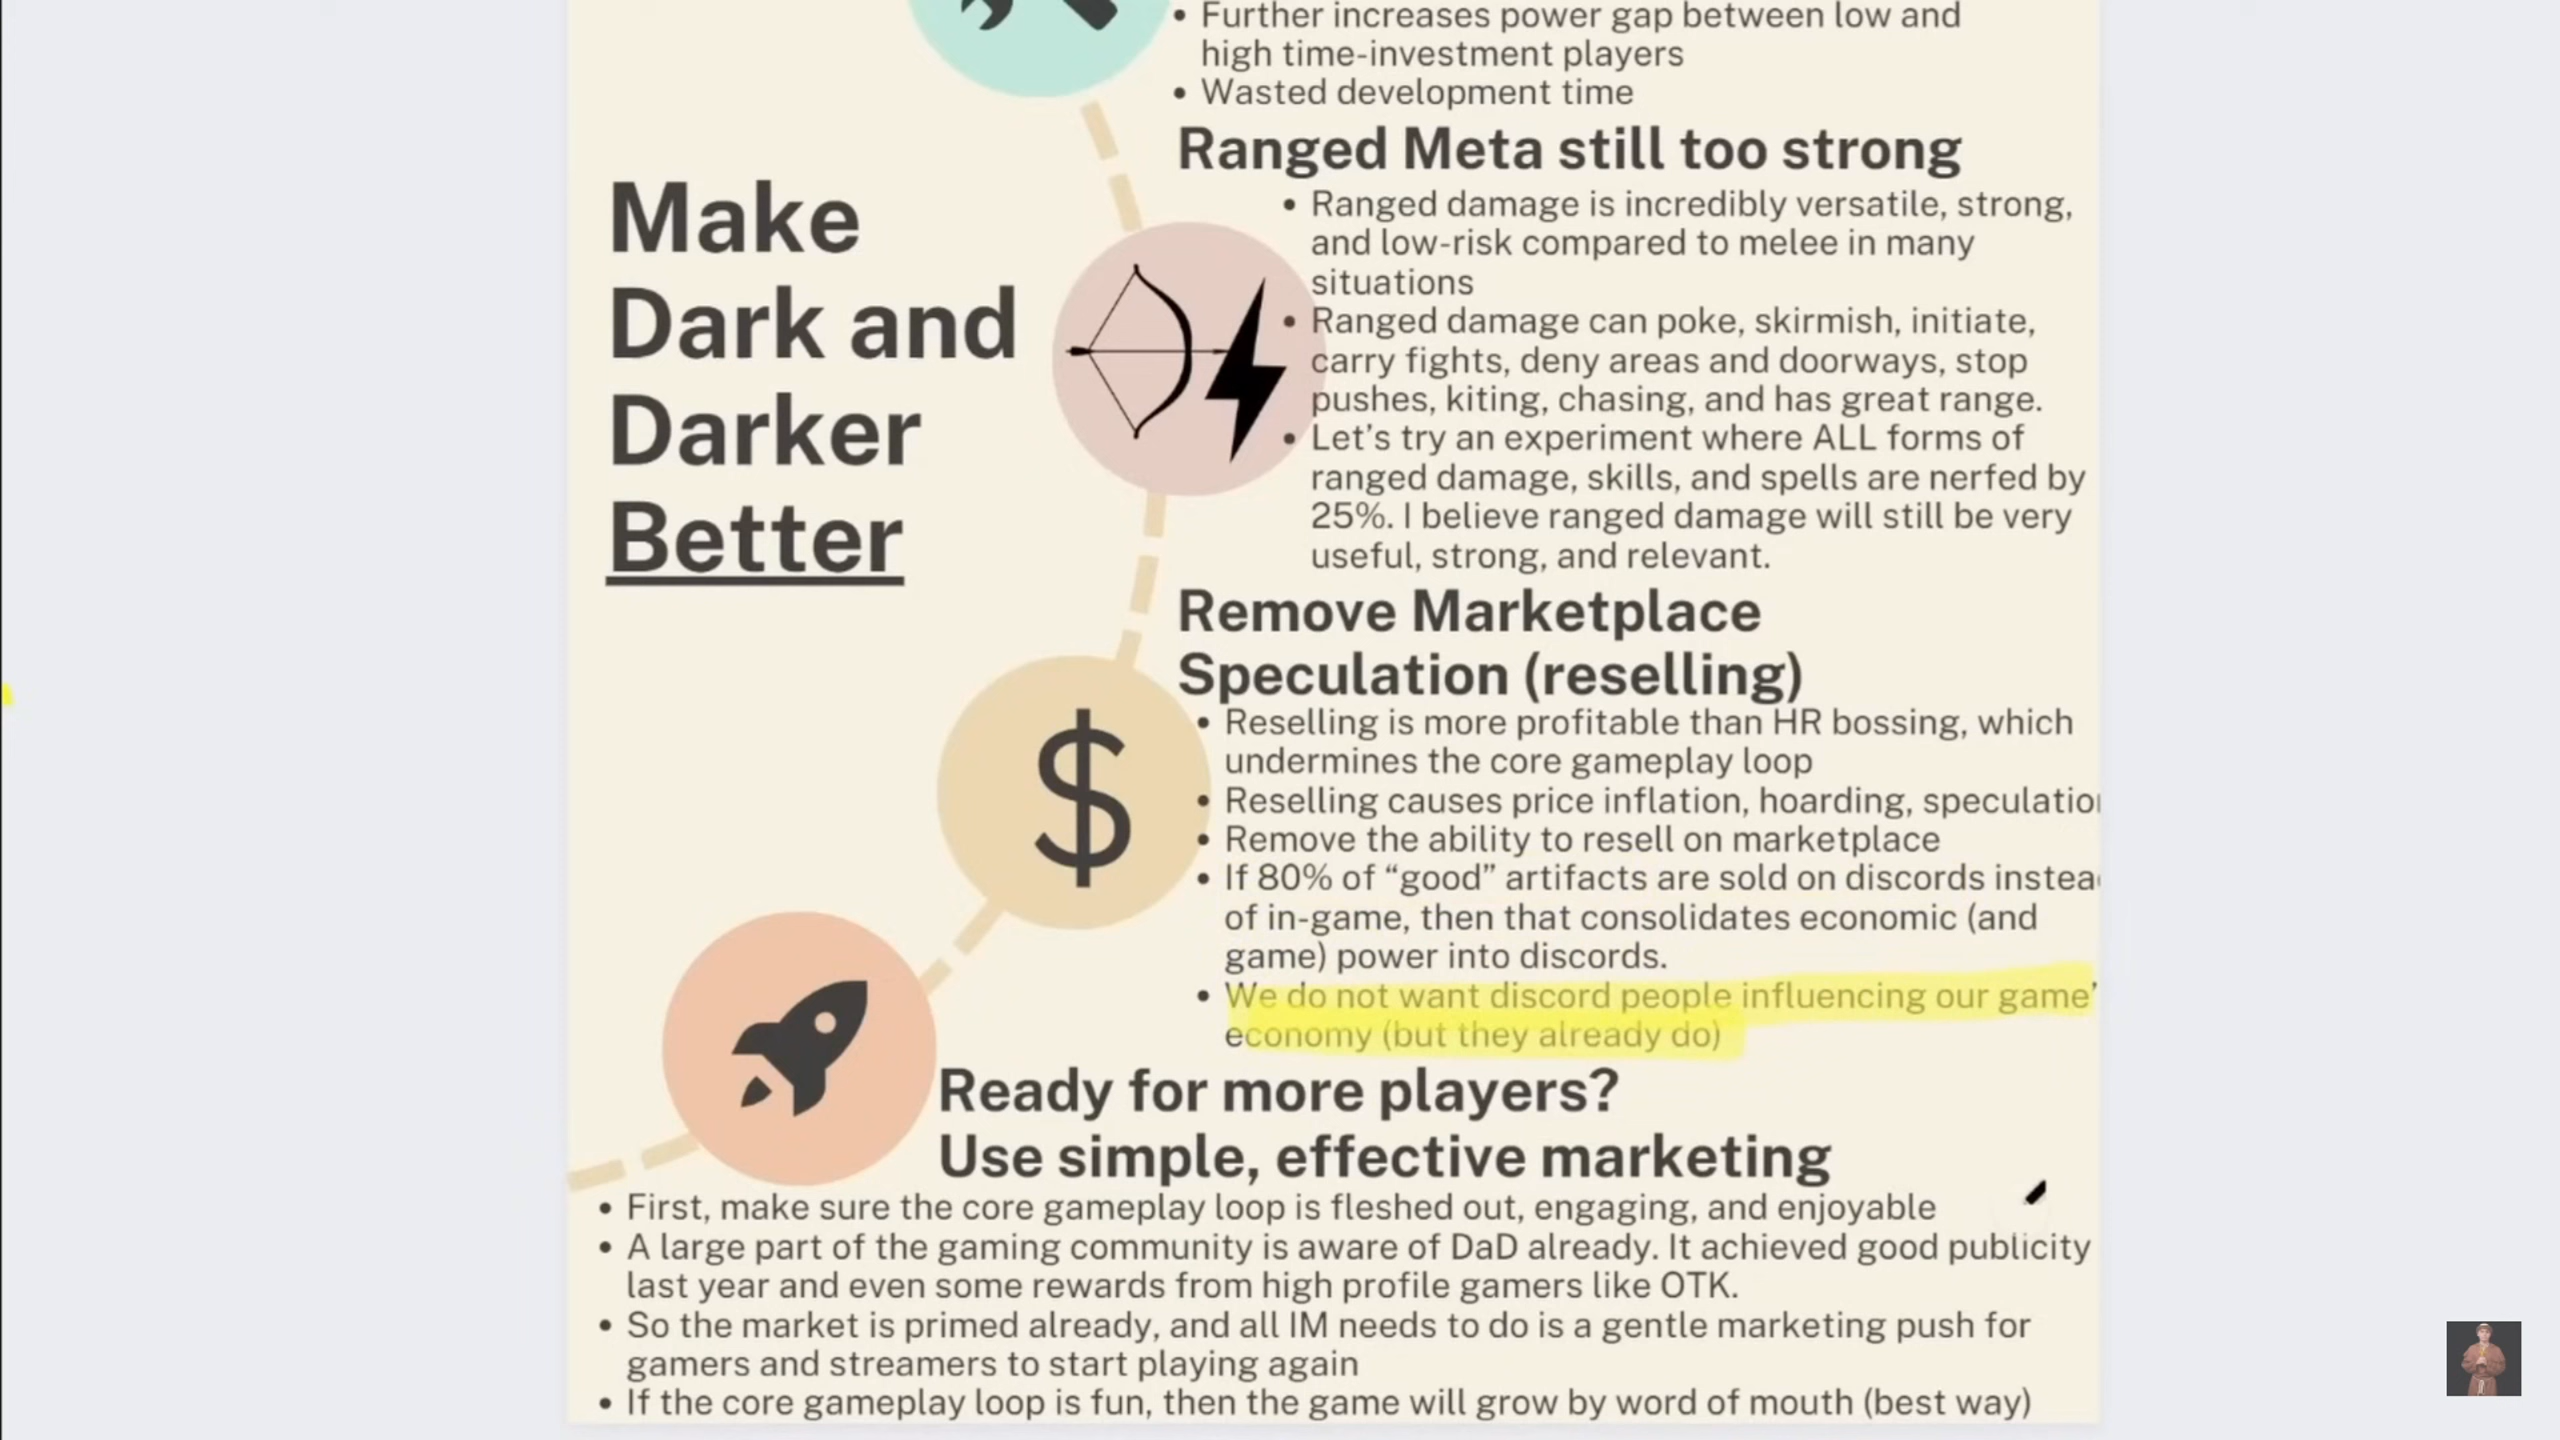 • Further increases power gap between low and
high time-investment players
• Wasted development time
Ranged Meta still too strong
• Ranged damage is incredibly versatile, strong,
and low-risk compared to melee in many
situations
• Ranged damage can poke, skirmish, initiate,
carry fights, deny areas and doorways, stop
pushes, kiting, chasing, and has great range.
• Let's try an experiment where ALL forms of
ranged damage, skills, and spells are nerfed by
25%. I believe ranged damage will still be very
useful, strong, and relevant.
Make
Dark and
Darker
Better
Remove Marketplace
Speculation (reselling)
$
• Reselling is more profitable than HR bossing, which
undermines the core gameplay loop
• Reselling causes price inflation, hoarding, speculation
• Remove the ability to resell on marketplace
• If 80% of “good” artifacts are sold on discords instead
of in-game, then that consolidates economic (and
game) power into discords.
• We do not want discord people influencing our game'
economy (but they already do)
Ready for more players?
Use simple, effective marketing
• First, make sure the core gameplay loop is fleshed out, engaging, and enjoyable
• A large part of the gaming community is aware of DaD already. It achieved good publicity
last year and even some rewards from high profile gamers like OTK.
• So the market is primed already, and all IM needs to do is a gentle marketing push for
gamers and streamers to start playing again
• If the core gameplay loop is fun, then the game will grow by word of mouth (best way)